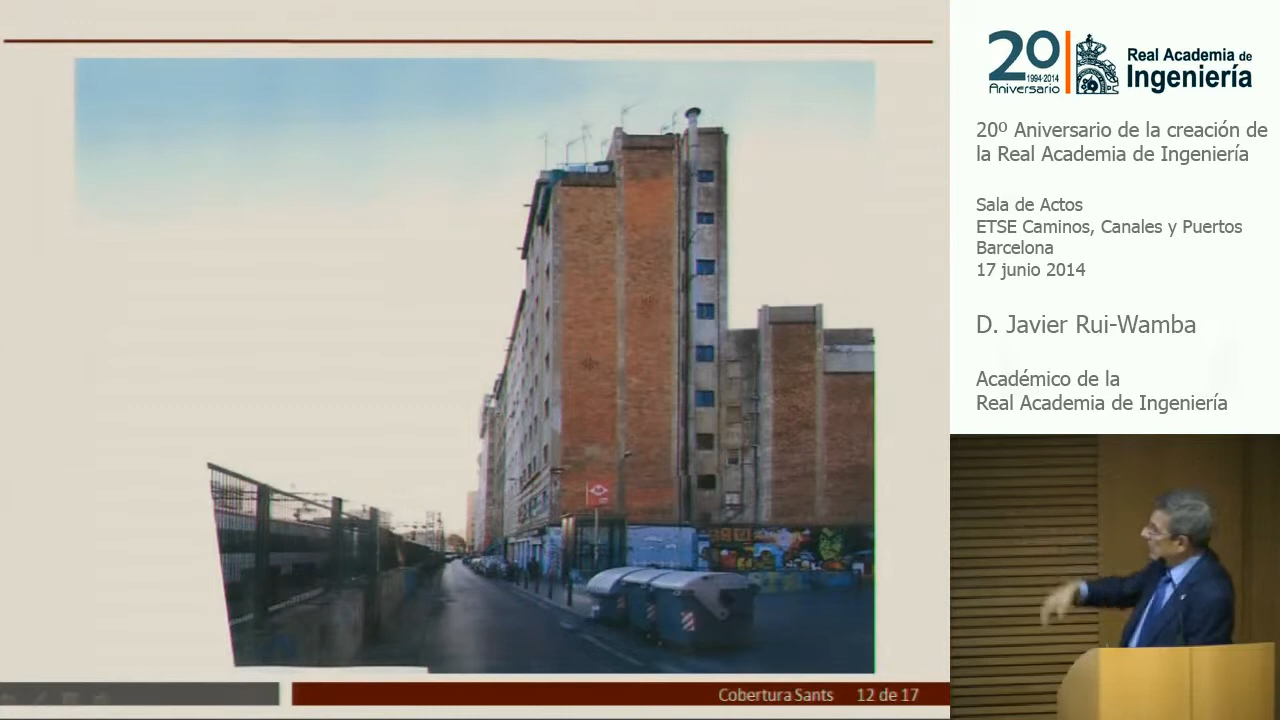 20
1994-2014
Aniversario
Real Academia de
Ingeniería
20º Aniversario de la creación de
la Real Academia de Ingeniería
Sala de Actos
ETSE Caminos, Canales y Puertos
Barcelona
17 junio 2014
D. Javier Rui-Wamba
Académico de la
Real Academia de Ingeniería
Cobertura Sants 12 de 17